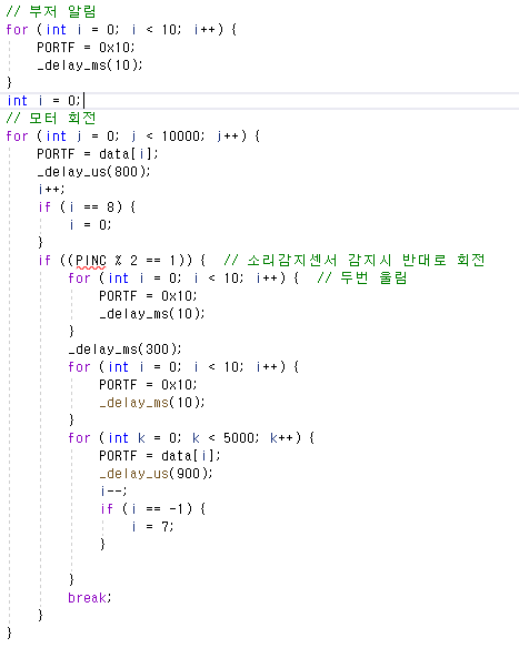 // 부저 알림
for (int i = 0; i < 10; i++) {
PORTF = 0x10;
_delay_ms(10);
}
int i = 0;
// 모터 회전
for (int j = 0; j < 10000; j++) {
PORTF = data[i];
_delay_us(800);
i++;
if (i == 8) {
i = 0;
}
if ((PINC % 2 == 1)) {  // 소리감지센서 감지시 반대로 회전
for (int i = 0; i < 10; i++) {  // 두번 울림
PORTF = 0x10;
_delay_ms(10);
}
_delay_ms(300);
for (int i = 0; i < 10; i++) {
PORTF = 0x10;
_delay_ms(10);
}
for (int k = 0; k < 5000; k++) {
PORTF = data[i];
_delay_us(900);
i--;
if (i == -1) {
i = 7;
}
}
break;
}
}